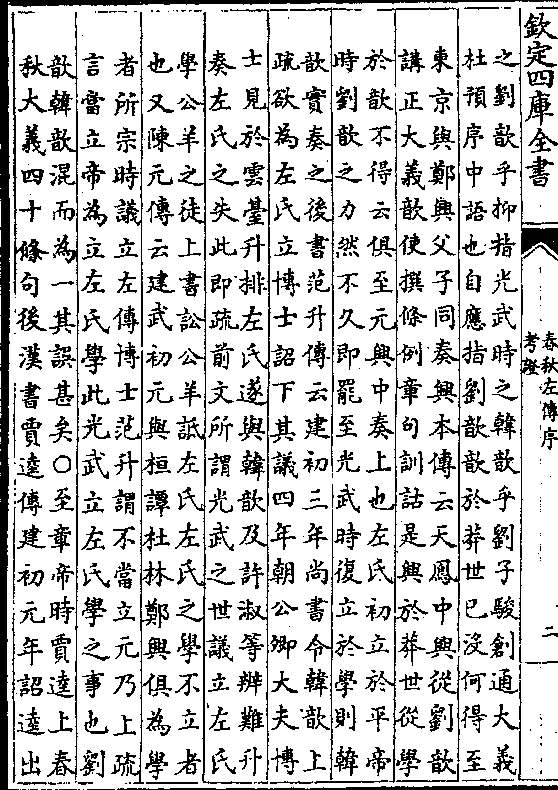 欽定四庫全書
春秋左傳序
考證
二
之劉歆乎抑指光武時之韓歆乎劉子駿創通大義
杜預序中語也自應指劉歆歆於莽世已沒何得至
東京與鄭興父子同奏興本傳云天鳳中興從劉歆
講正大義歆使撰條例章句訓詁是興於莽世從學
於歆不得云俱至元興中奏上也左氏初立於平帝
時劉歆之力然不久即罷至光武時復立於學則韓
歆實奏之後書范升傳云建初三年尚書令韓歆上
疏欲為左氏立博士詔下其議四年朝公卿大夫博
士見於雲臺升排左氏遂與韓歆及許淑等辨難升
奏左氏之失此即疏前文所謂光武之世議立左氏
學公羊之徒上書訟公羊詆左氏左氏之學不立者
也又陳元傳云建武初元與桓譚杜林鄭興俱為學
者所宗時議立左傳博士范升謂不當立元乃上疏
言當立帝為立左氏學此光武立左氏學之事也劉
歆韓歆混而為一其誤甚矣○至章帝時賈逵上春
秋大義四十條句後漢書賈逵傳建初元年詔逵出